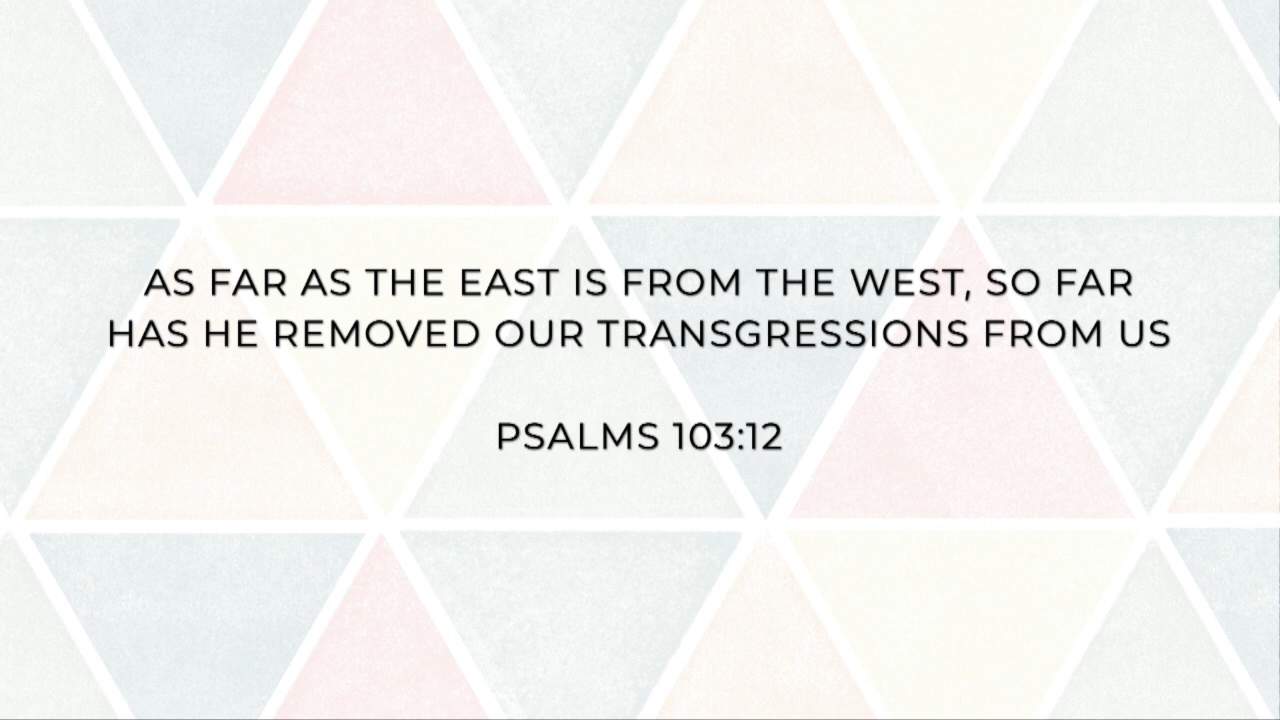 AS FAR AS THE EAST IS FROM THE WEST, SO FAR
HAS HE REMOVED OUR TRANSGRESSIONS FROM US
PSALMS 103:12